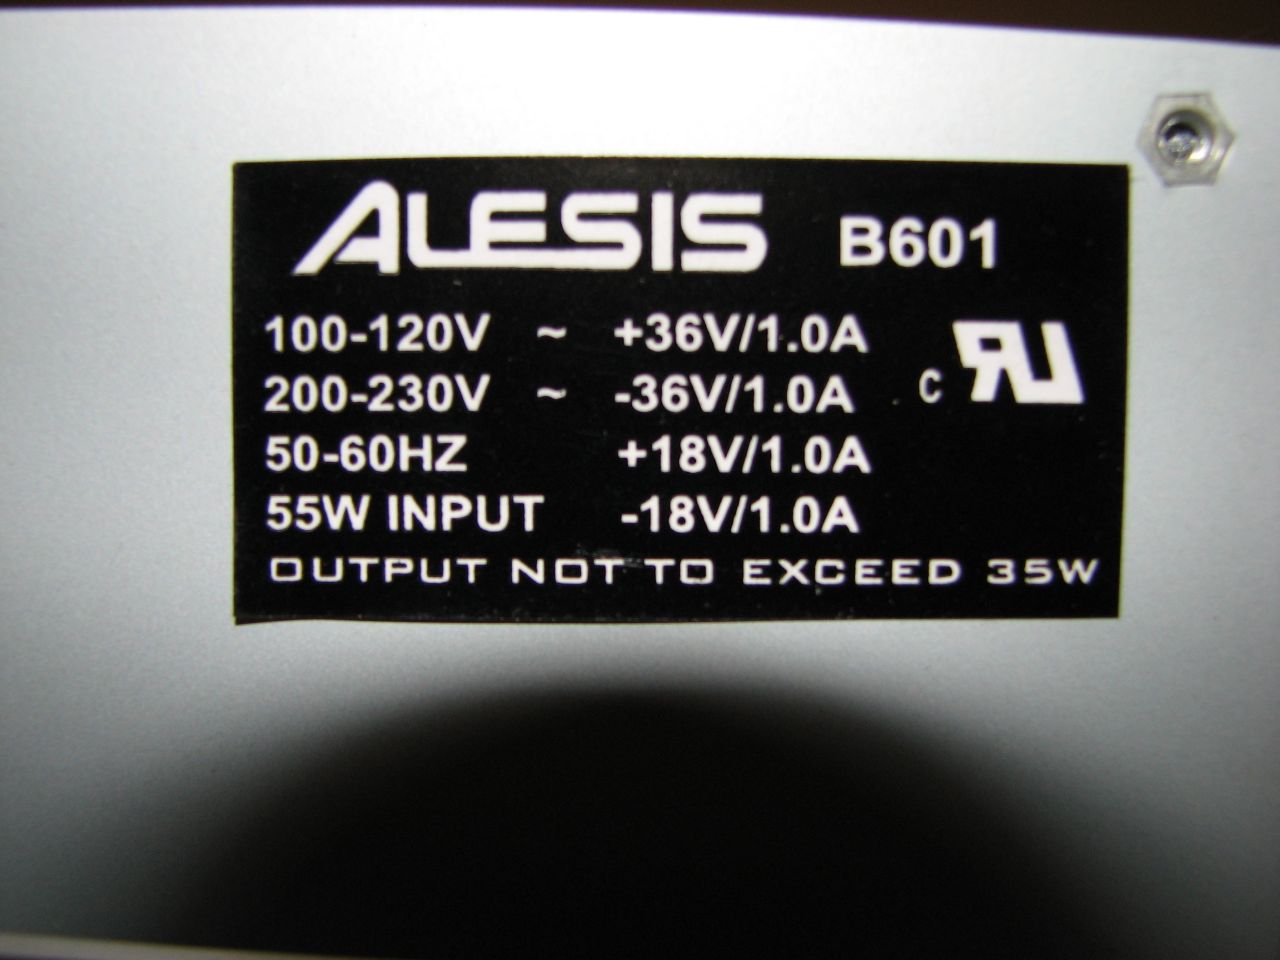 ALESIS B601
100-120V ~ +36V/1.0A
200-230V ~ -36V/1.0A
50-60HZ +18V/1.0A
55W INPUT -18V/1.0A
OUTPUT NOT TO EXCEED 35W
C RU